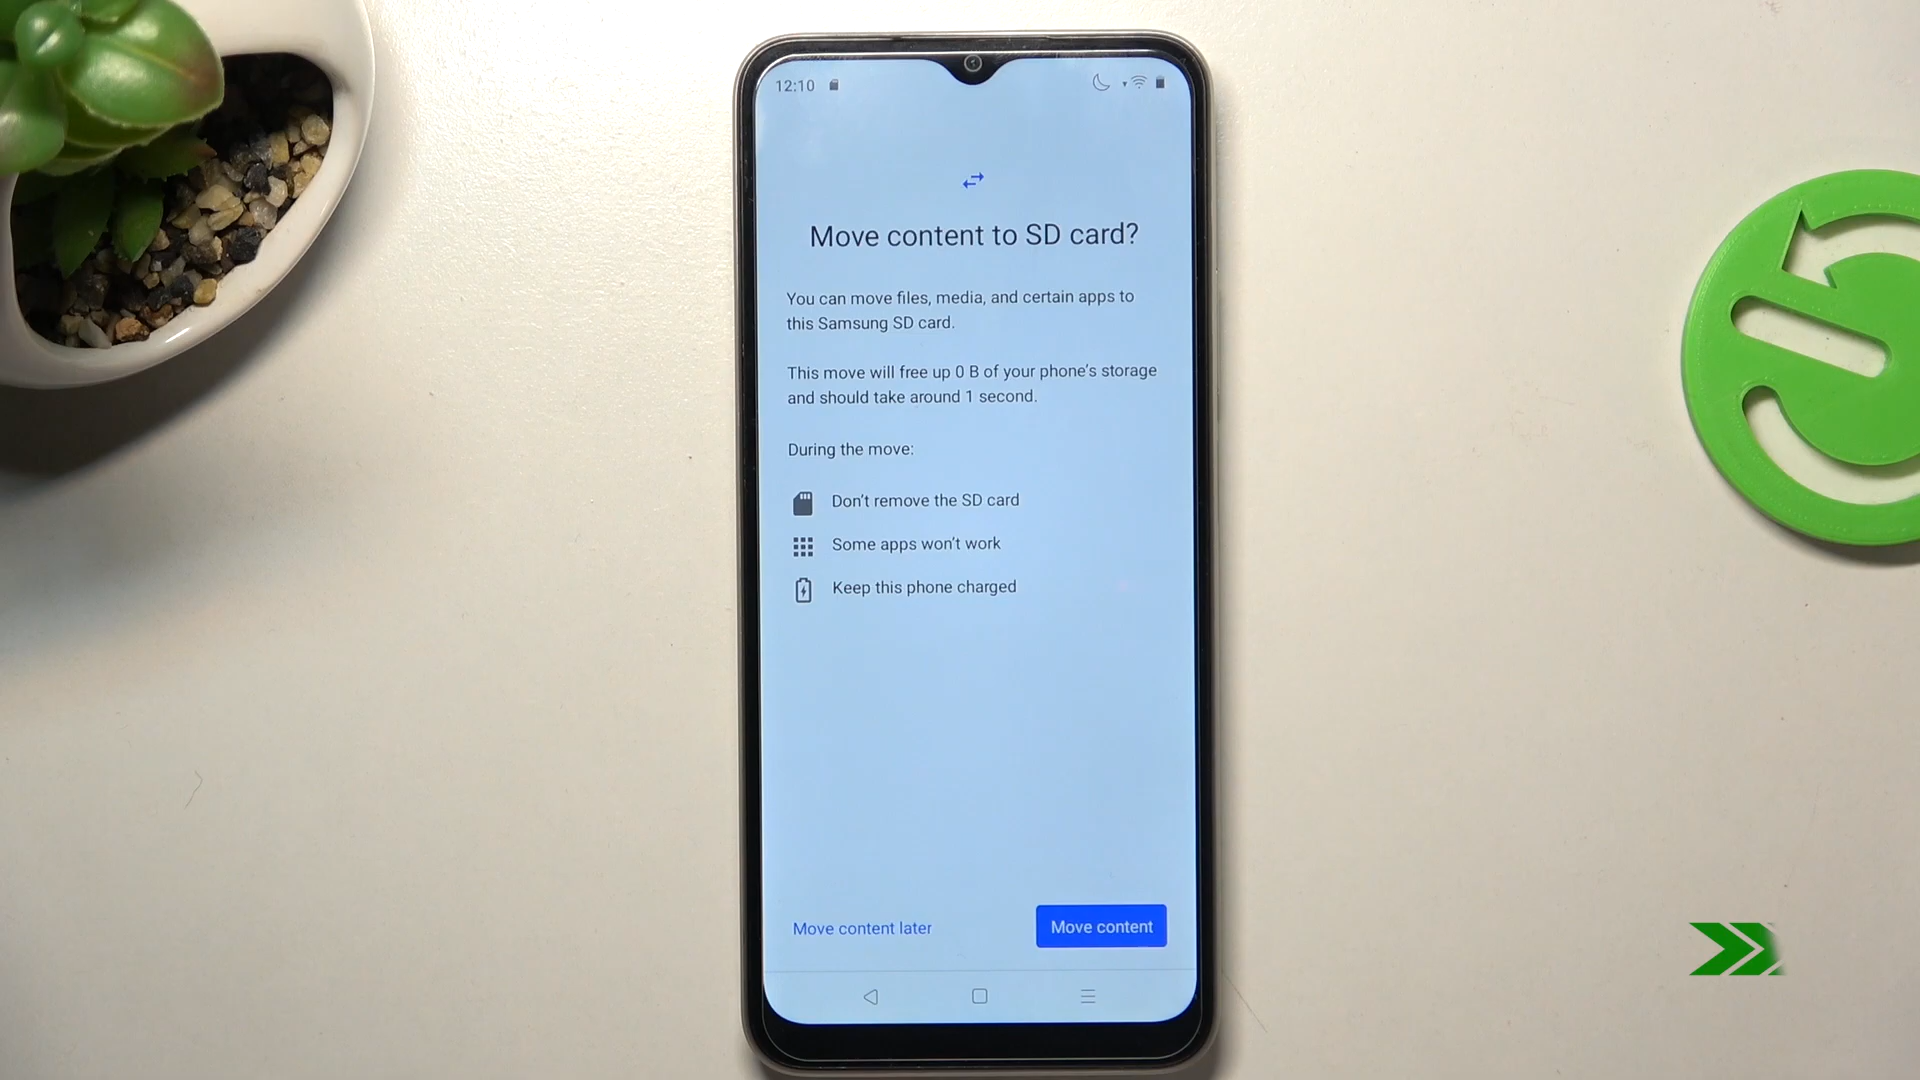 12:10
Move content to SD card?
You can move files, media, and certain apps to
this Samsung SD card.
This move will free up 0 B of your phone's storage
and should take around 1 second.
During the move:
Don't remove the SD card
Some apps won't work
Keep this phone charged
Move content later
Move content